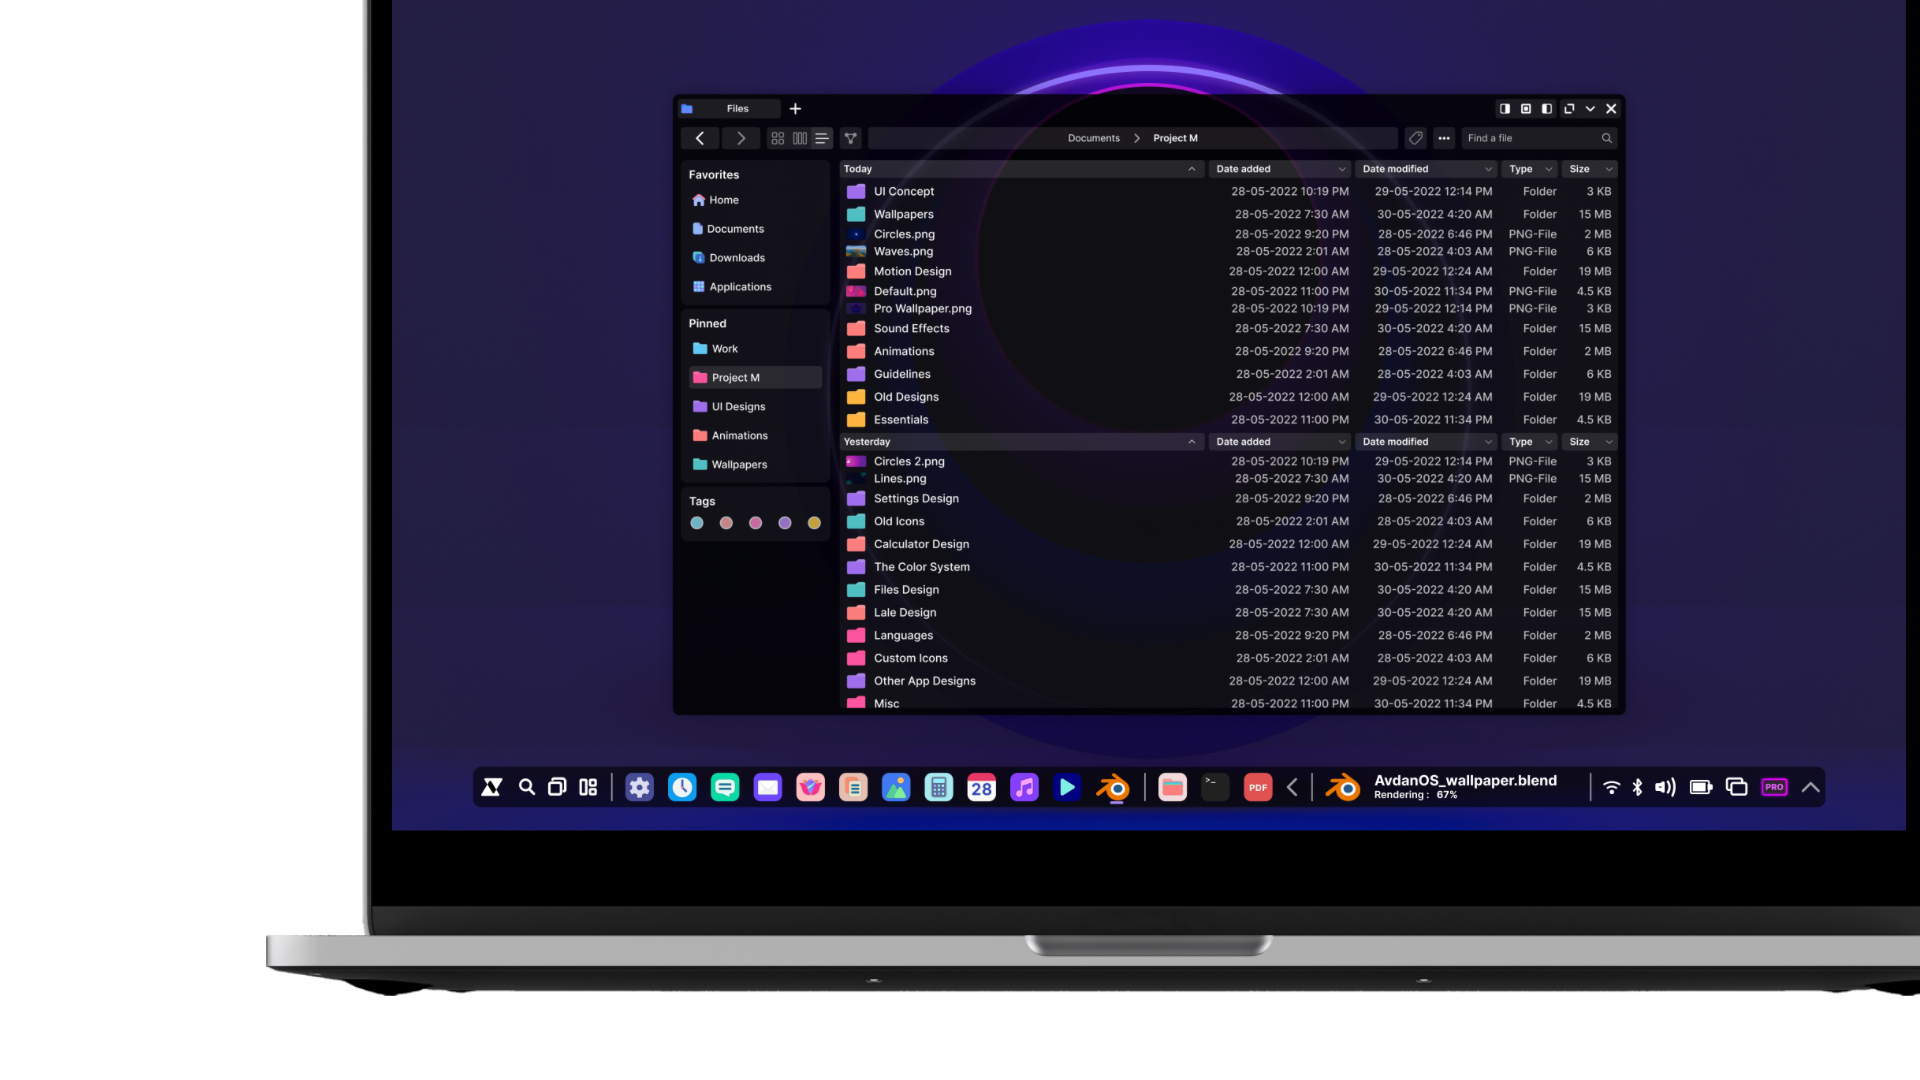 Files
Documents > Project M
Find a file
Favorites
Home
Documents
Downloads
Applications
Pinned
Work
Project M
UI Designs
Animations
Wallpapers
Tags
Today Date added Date modified Type Size
UI Concept 28-05-2022 10:19 PM 29-05-2022 12:14 PM Folder 3 KB
Wallpapers 28-05-2022 7:30 AM 30-05-2022 4:20 AM Folder 15 MB
Circles.png 28-05-2022 9:20 PM 28-05-2022 6:46 PM PNG-File 2 MB
Waves.png 28-05-2022 2:01 AM 28-05-2022 4:03 AM PNG-File 6 KB
Motion Design 28-05-2022 12:00 AM 29-05-2022 12:24 AM Folder 19 MB
Default.png 28-05-2022 11:00 PM 30-05-2022 11:34 PM PNG-File 4.5 KB
Pro Wallpaper.png 28-05-2022 10:19 PM 29-05-2022 12:14 PM PNG-File 3 KB
Sound Effects 28-05-2022 7:30 AM 30-05-2022 4:20 AM Folder 15 MB
Animations 28-05-2022 9:20 PM 28-05-2022 6:46 PM Folder 2 MB
Guidelines 28-05-2022 2:01 AM 28-05-2022 4:03 AM Folder 6 KB
Old Designs 28-05-2022 12:00 AM 29-05-2022 12:24 AM Folder 19 MB
Essentials 28-05-2022 11:00 PM 30-05-2022 11:34 PM Folder 4.5 KB
Yesterday Date added Date modified Type Size
Circles 2.png 28-05-2022 10:19 PM 29-05-2022 12:14 PM PNG-File 3 KB
Lines.png 28-05-2022 7:30 AM 30-05-2022 4:20 AM PNG-File 15 MB
Settings Design 28-05-2022 9:20 PM 28-05-2022 6:46 PM Folder 2 MB
Old Icons 28-05-2022 2:01 AM 28-05-2022 4:03 AM Folder 6 KB
Calculator Design 28-05-2022 12:00 AM 29-05-2022 12:24 AM Folder 19 MB
The Color System 28-05-2022 11:00 PM 30-05-2022 11:34 PM Folder 4.5 KB
Files Design 28-05-2022 7:30 AM 30-05-2022 4:20 AM Folder 15 MB
Lale Design 28-05-2022 7:30 AM 30-05-2022 4:20 AM Folder 15 MB
Languages 28-05-2022 9:20 PM 28-05-2022 6:46 PM Folder 2 MB
Custom Icons 28-05-2022 2:01 AM 28-05-2022 4:03 AM Folder 6 KB
Other App Designs 28-05-2022 12:00 AM 29-05-2022 12:24 AM Folder 19 MB
Misc 28-05-2022 11:00 PM 30-05-2022 11:34 PM Folder 4.5 KB
28
>_
PDF
AvdanOS_wallpaper.blend
Rendering : 67%
PRO